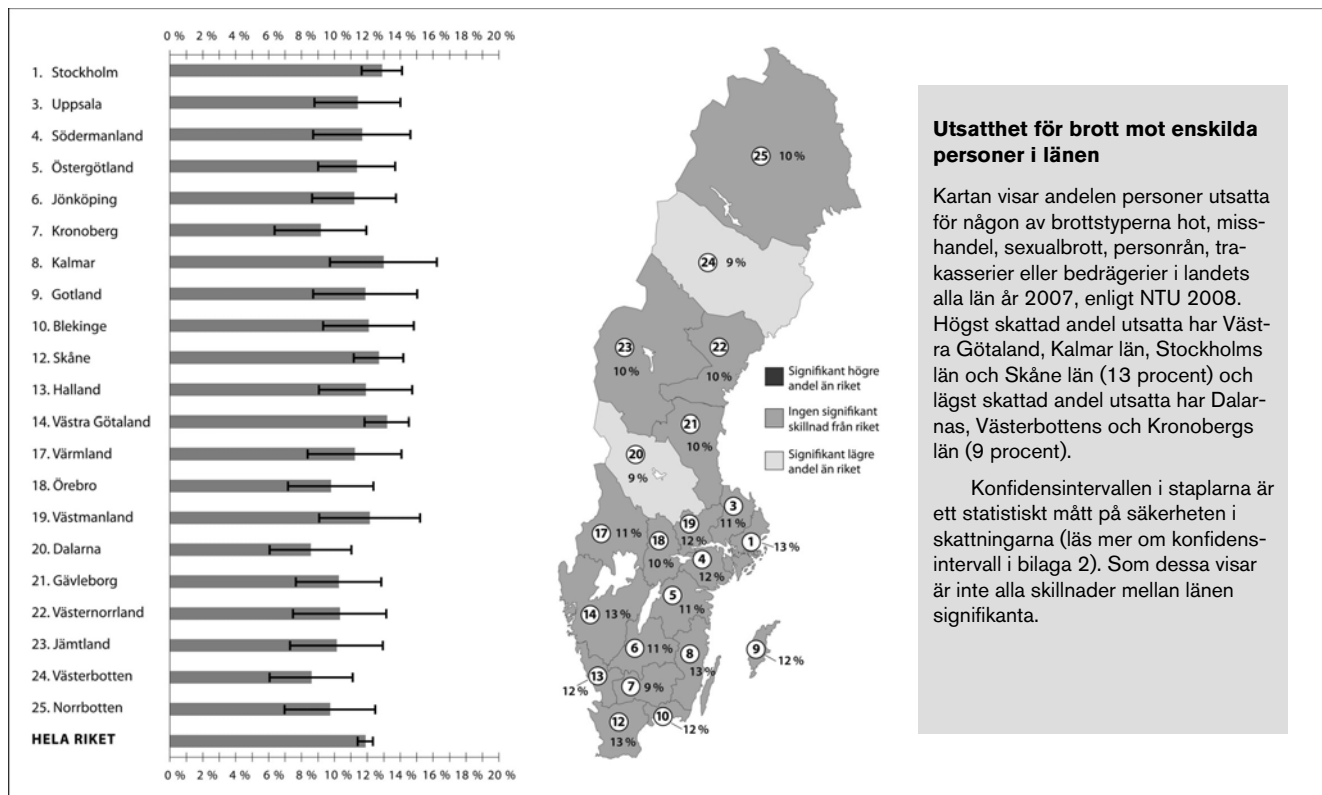 0 % 2 % 4 % 6 % 8 % 10 % 12 % 14 % 16 % 18 % 20 %
1. Stockholm
3. Uppsala
4. Södermanland
5. Östergötland
6. Jönköping
7. Kronoberg
8. Kalmar
9. Gotland
10. Blekinge
12. Skåne
13. Halland
14. Västra Götaland
17. Värmland
18. Örebro
19. Västmanland
20. Dalarna
21. Gävleborg
22. Västernorrland
23. Jämtland
24. Västerbotten
25. Norrbotten
HELA RIKET
0 % 2 % 4 % 6 % 8 % 10 % 12 % 14 % 16 % 18 % 20 %
25 10 %
24 9 %
23
10 %
22
10 %
Signifikant högre
andel än riket
Ingen signifikant
skillnad från riket
Signifikant lägre
andel än riket
21
10 %
20
9 %
3
11 %
19
12 %
17 11 %
18
10 %
1
13 %
4
12 %
5
11 %
14 13 %
6 11 %
8
13 %
9
12 %
13
12 %
7 9 %
12
13 %
10
12 %
Utsatthet för brott mot enskilda
personer i länen
Kartan visar andelen personer utsatta
för någon av brottstyperna hot, miss-
handel, sexualbrott, personrån, tra-
kasserier eller bedrägerier i landets
alla län år 2007, enligt NTU 2008.
Högst skattad andel utsatta har Väst-
ra Götaland, Kalmar län, Stockholms
län och Skåne län (13 procent) och
lägst skattad andel utsatta har Dalar-
nas, Västerbottens och Kronobergs
län (9 procent).
Konfidensintervallen i staplarna är
ett statistiskt mått på säkerheten i
skattningarna (läs mer om konfidens-
intervall i bilaga 2). Som dessa visar
är inte alla skillnader mellan länen
signifikanta.